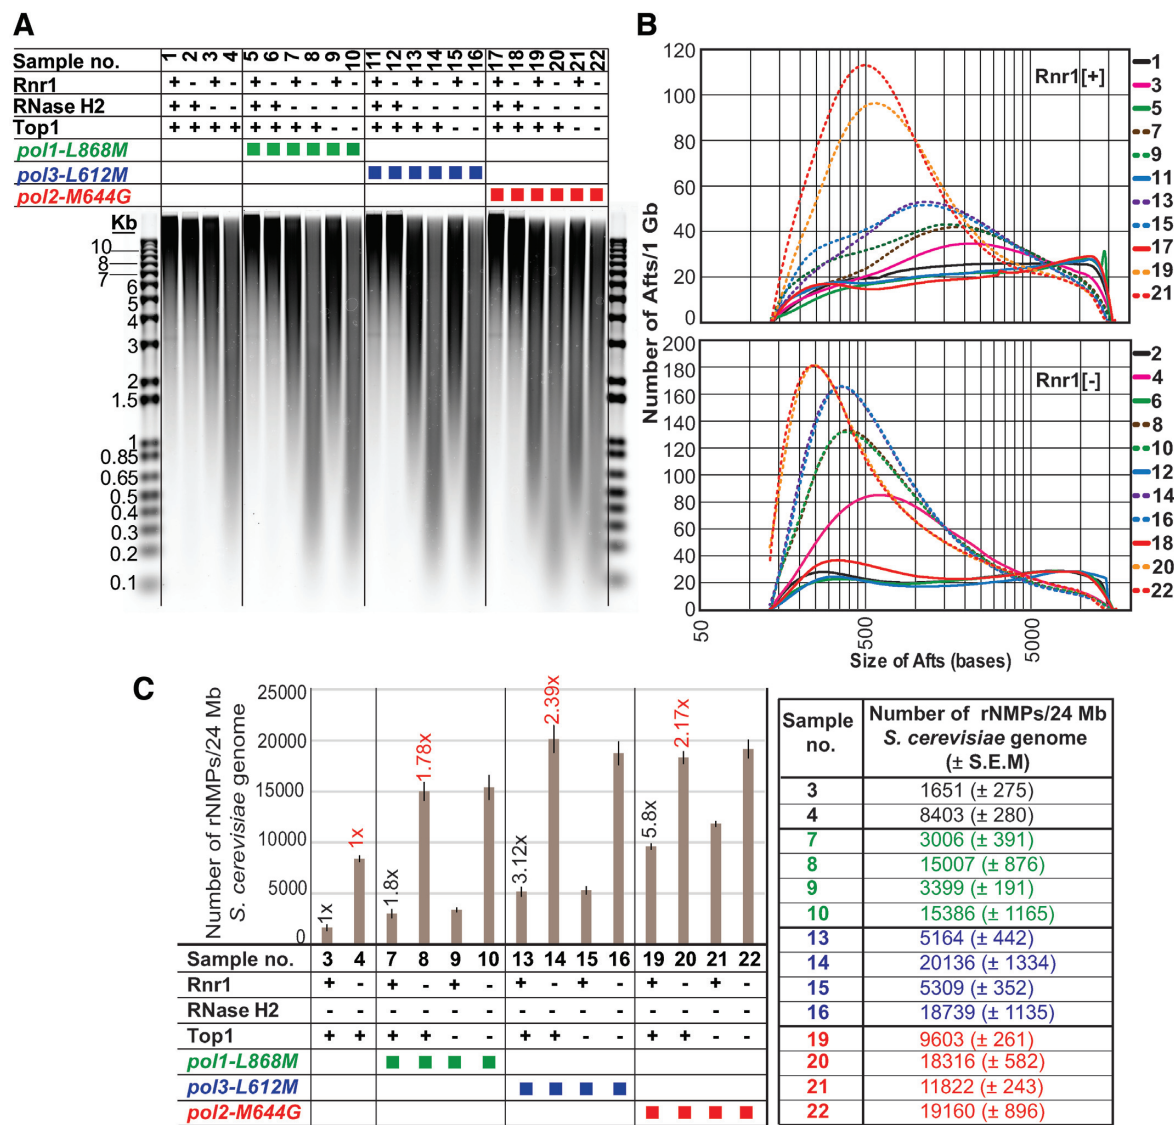 A
Sample no. 1 2 3 4 5 6 7 8 9 10 11 12 13 14 15 16 17 18 19 20 21 22
Rnr1 + - + - + - + - + - + - + - + - + - + - + -
RNase H2 + + - - + + - - - - + + - - - - + + - - - -
Top1 + + + + + + + + - - + + + + - - + + + + - -
pol1-L868M
pol3-L612M
pol2-M644G
Kb
10
8
7
6
5
4
3
2
1.5
1
0.85
0.65
0.5
0.4
0.3
0.2
0.1
B
Number of Afts/1 Gb
120
100
80
60
40
20
0
Rnr1[+]
1
3
5
7
9
11
13
15
17
19
21
200
180
160
140
120
100
80
60
40
20
0
Rnr1[-]
2
4
6
8
10
12
14
16
18
20
22
50 500 5000
Size of Afts (bases)
C
Number of rNMPs/24 Mb
S. cerevisiae genome
25000
20000
15000
10000
5000
0
1x 1x 1.8x 1.78x 3.12x 2.39x 5.8x 2.17x
Sample no. 3 4 7 8 9 10 13 14 15 16 19 20 21 22
Rnr1 + - + - + - + - + - + - + -
RNase H2 - - - - - - - - - - - - - -
Top1 + + + + - - + + - - + + - -
pol1-L868M
pol3-L612M
pol2-M644G
Sample no. Number of rNMPs/24 Mb S. cerevisiae genome (± S.E.M)
3 1651 (± 275)
4 8403 (± 280)
7 3006 (± 391)
8 15007 (± 876)
9 3399 (± 191)
10 15386 (± 1165)
13 5164 (± 442)
14 20136 (± 1334)
15 5309 (± 352)
16 18739 (± 1135)
19 9603 (± 261)
20 18316 (± 582)
21 11822 (± 243)
22 19160 (± 896)